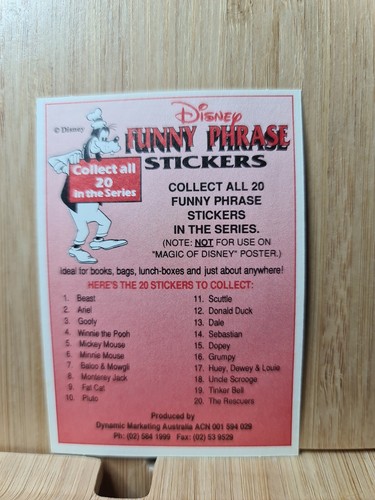 Disney
© Disney
FUNNY PHRASE
STICKERS
Collect all
20
In the Series
COLLECT ALL 20
FUNNY PHRASE
STICKERS
IN THE SERIES.
(NOTE: NOT FOR USE ON
"MAGIC OF DISNEY" POSTER.)
Ideal for books, bags, lunch-boxes and just about anywhere!
HERE'S THE 20 STICKERS TO COLLECT:
1. Beast
2. Ariel
3. Goofy
4. Winnie the Pooh
5. Mickey Mouse
6. Minnie Mouse
7. Baloo & Mowgli
8. Monterey Jack
9. Fat Cat
10. Pluto
11. Scuttle
12. Donald Duck
13. Dale
14. Sebastian
15. Dopey
16. Grumpy
17. Huey, Dewey & Louie
18. Uncle Scrooge
19. Tinker Bell
20. The Rescuers
Produced by
Dynamic Marketing Australia ACN 001 594 029
Ph. (02) 584 1999 Fax: (02) 53 9529